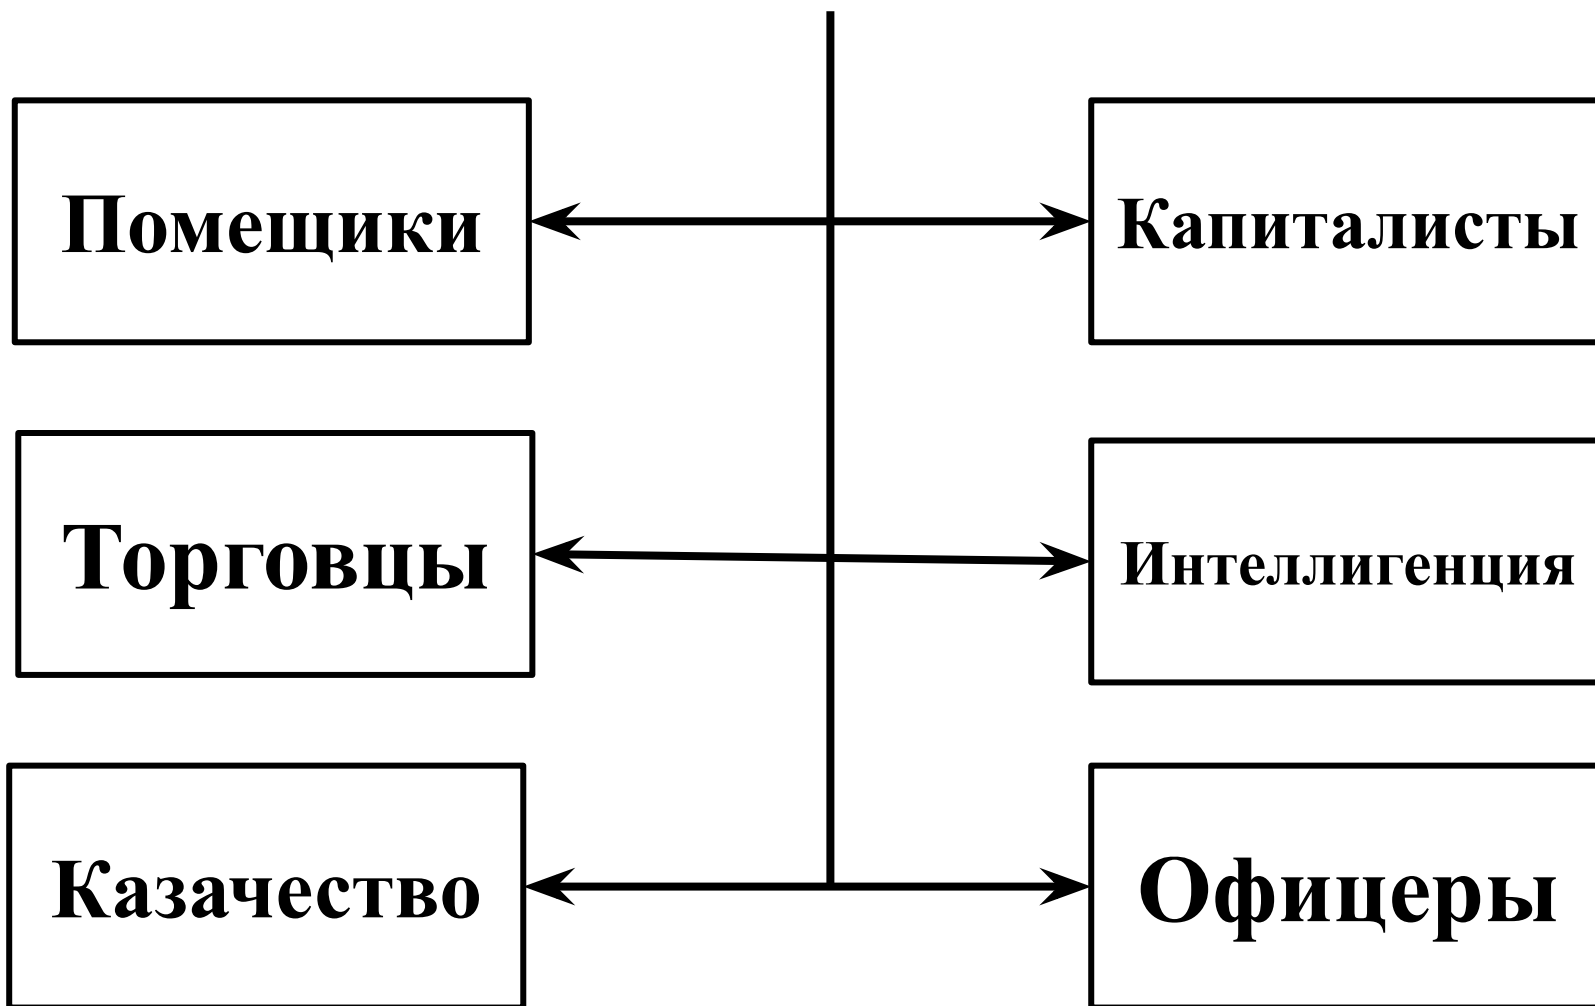 Помещики
Капиталисты
Торговцы
Интеллигенция
Казачество
Офицеры